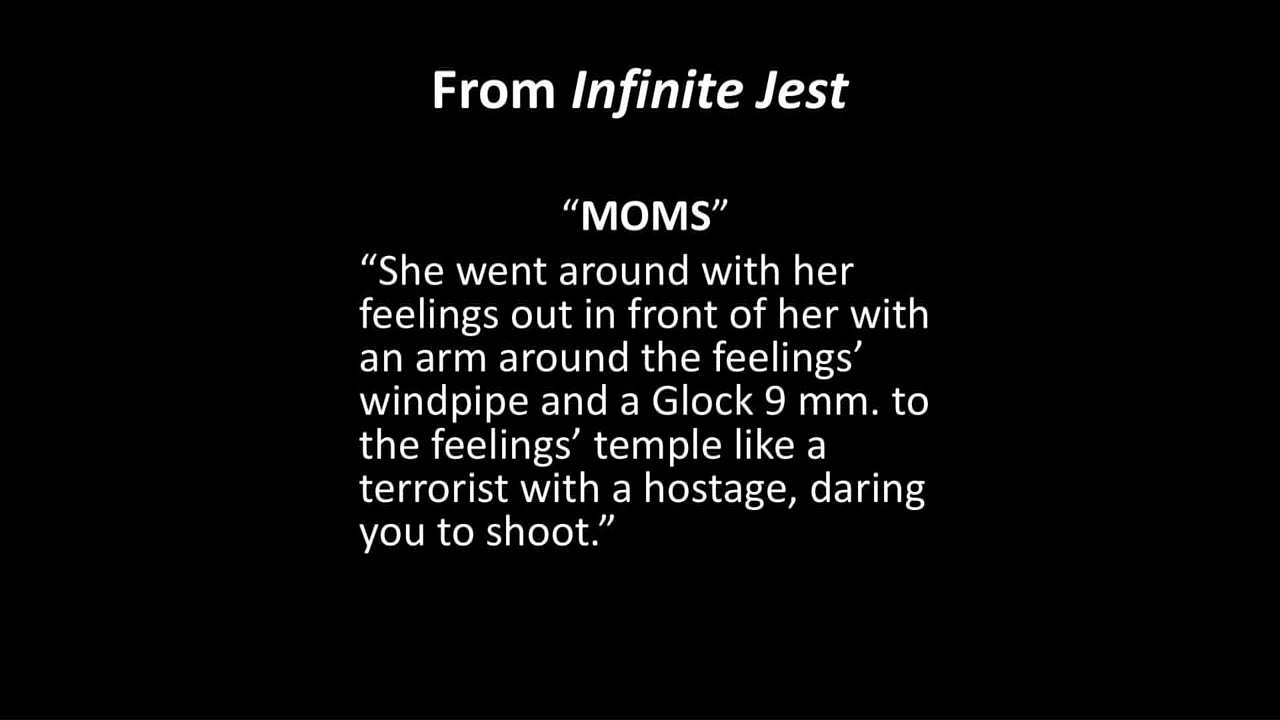 From Infinite Jest
“MOMS”
“She went around with her
feelings out in front of her with
an arm around the feelings’
windpipe and a Glock 9 mm. to
the feelings’ temple like a
terrorist with a hostage, daring
you to shoot.”